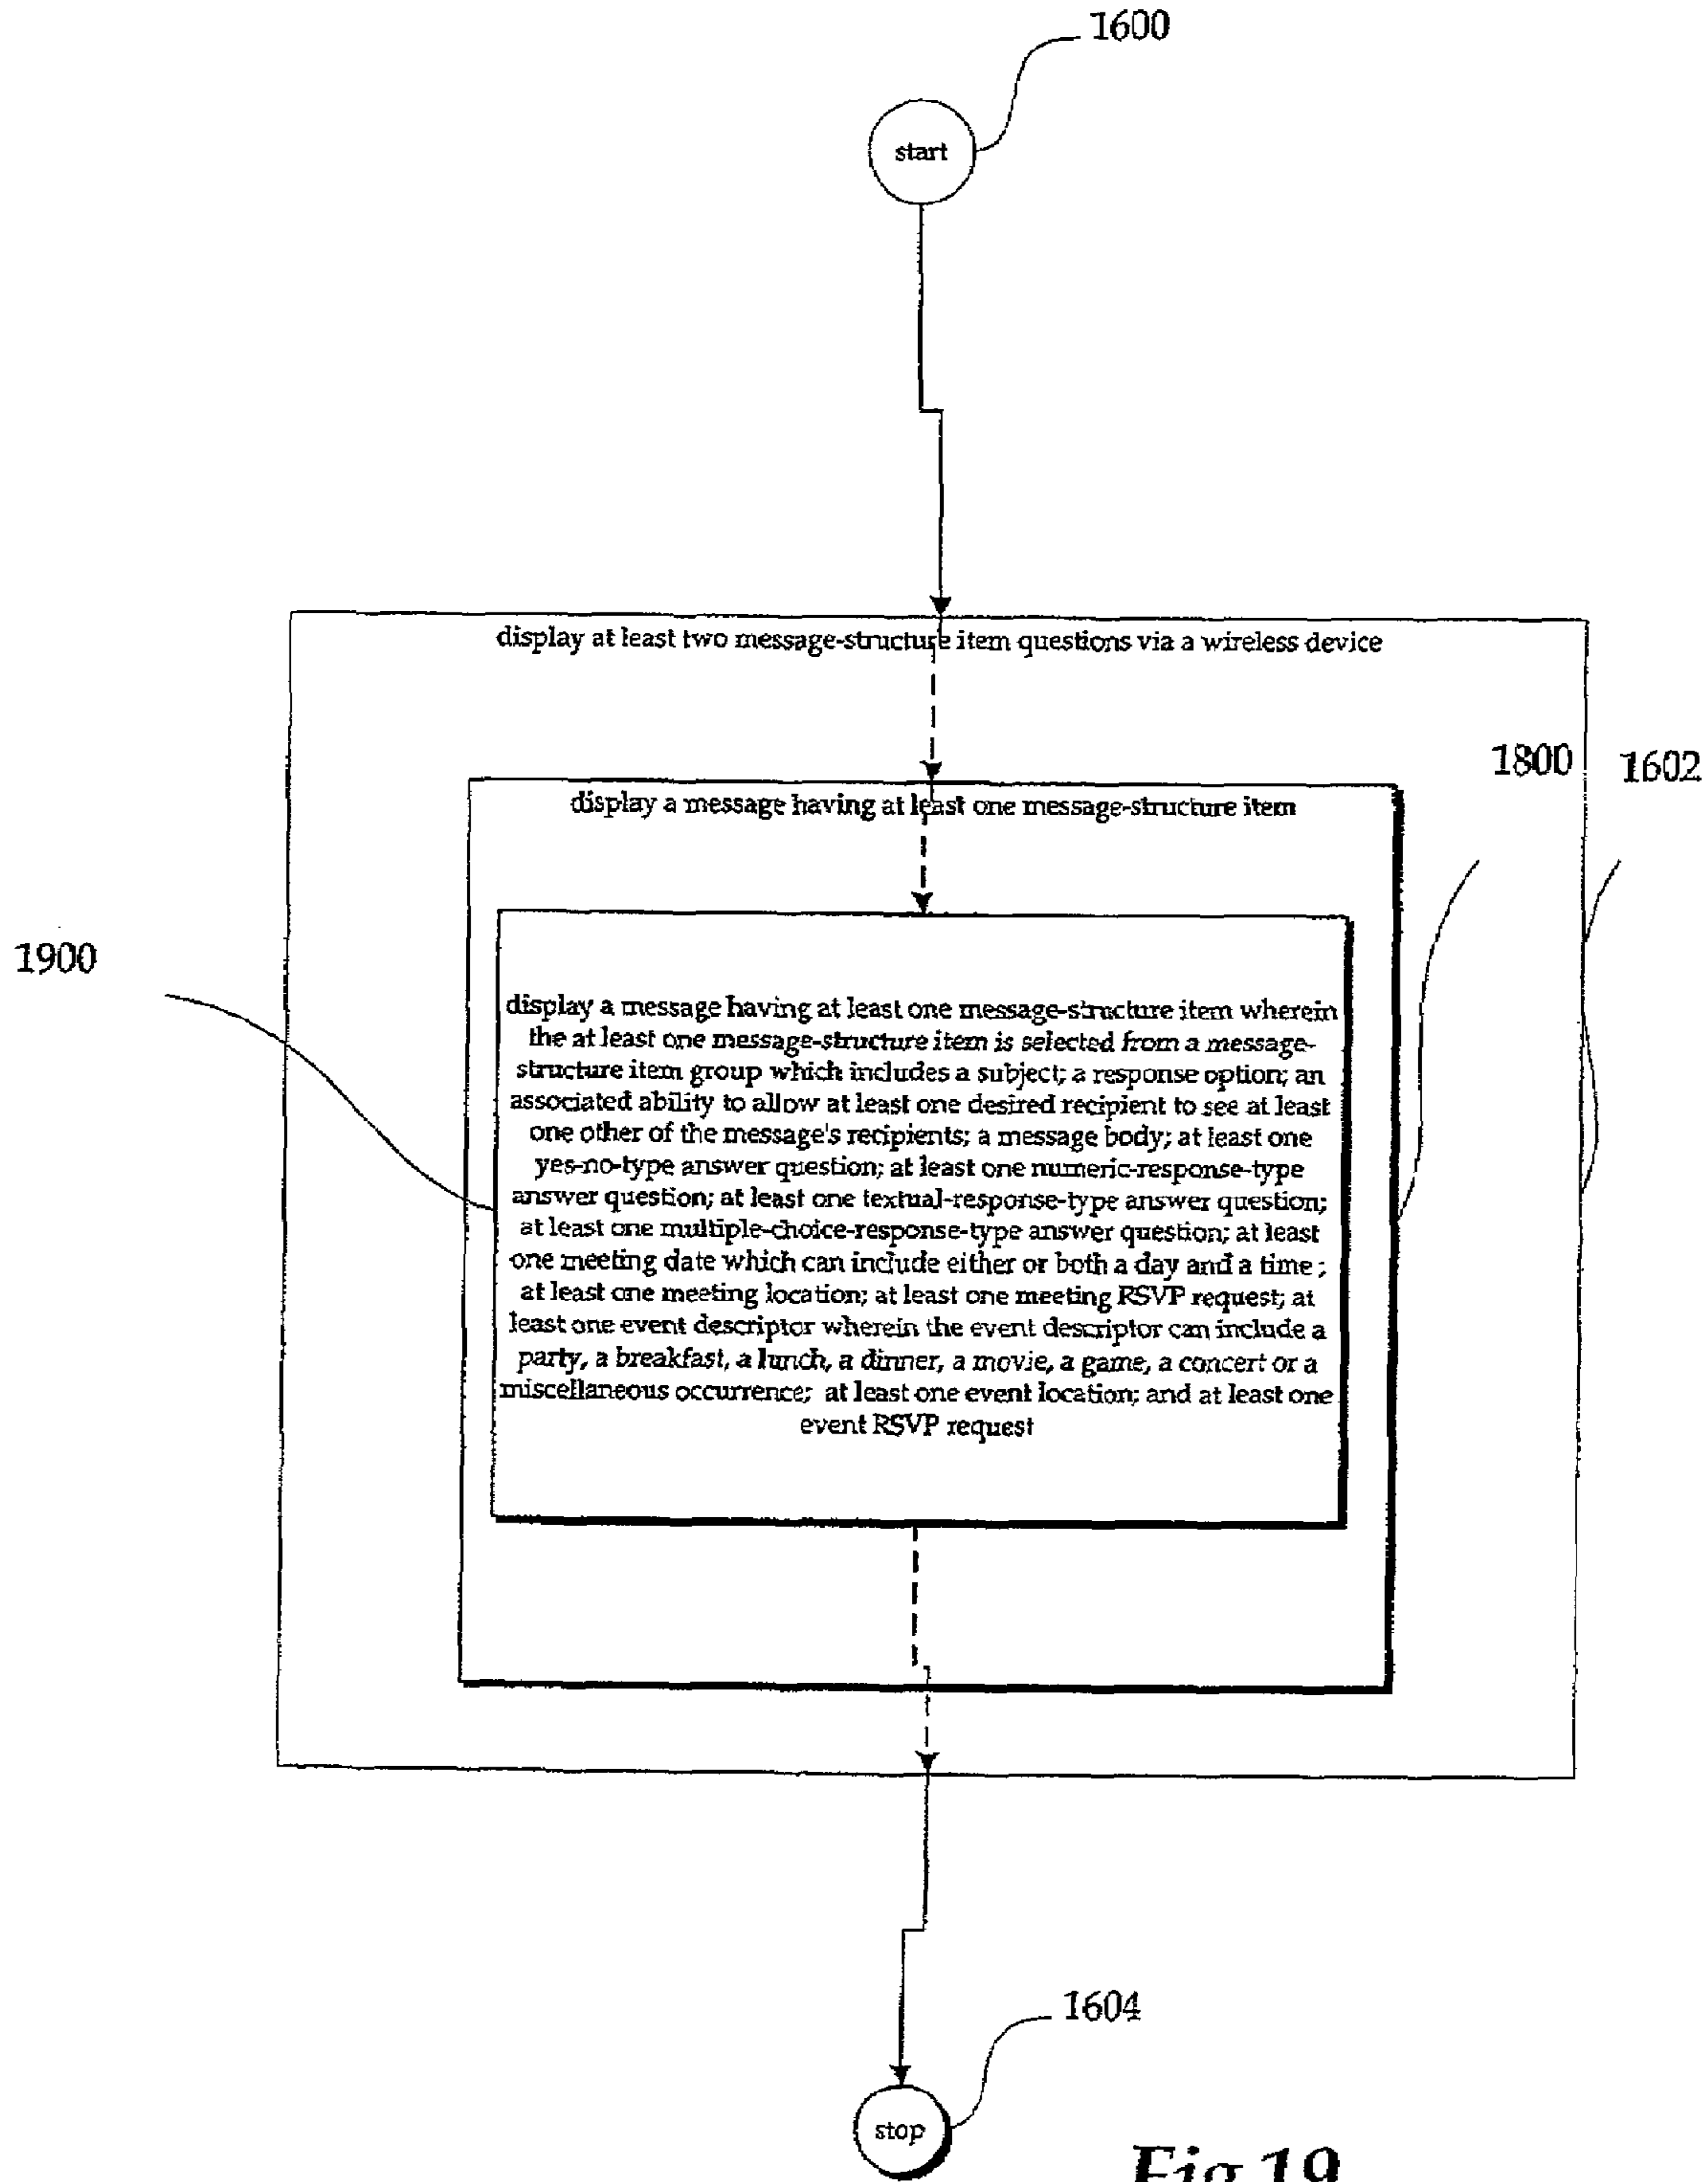 1600
start
display at least two message-structure item questions via a wireless device
1800
1602
display a message having at least one message-structure item
1900
display a message having at least one message-structure item wherein
the at least one message-structure item is selected from a message-
structure item group which includes a subject; a response option; an
associated ability to allow at least one desired recipient to see at least
one other of the message's recipients; a message body; at least one
yes-no-type answer question; at least one numeric-response-type
answer question; at least one textual-response-type answer question;
at least one multiple-choice-response-type answer question; at least
one meeting date which can include either or both a day and a time ;
at least one meeting location; at least one meeting RSVP request; at
least one event descriptor wherein the event descriptor can include a
party, a breakfast, a lunch, a dinner, a movie, a game, a concert or a
miscellaneous occurrence; at least one event location; and at least one
event RSVP request
1604
stop
Fig 19